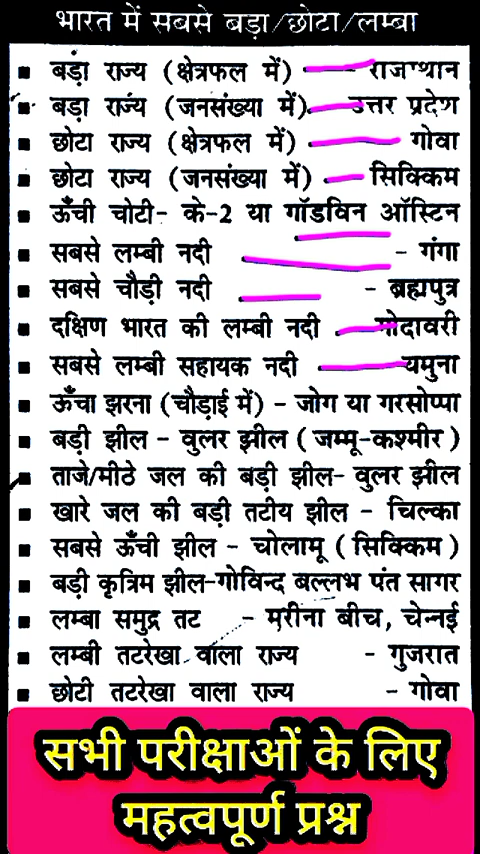 भारत में सबसे बड़ा/छोटा/लम्बा
▪ बड़ा राज्य (क्षेत्रफल में) - राजस्थान
▪ बड़ा राज्य (जनसंख्या में) - उत्तर प्रदेश
▪ छोटा राज्य (क्षेत्रफल में) - गोवा
▪ छोटा राज्य (जनसंख्या में) - सिक्किम
▪ ऊँची चोटी- के-2 या गॉडविन ऑस्टिन
▪ सबसे लम्बी नदी - गंगा
▪ सबसे चौड़ी नदी - ब्रह्मपुत्र
▪ दक्षिण भारत की लम्बी नदी - गोदावरी
▪ सबसे लम्बी सहायक नदी - यमुना
▪ ऊँचा झरना (चौड़ाई में) - जोग या गरसोप्पा
▪ बड़ी झील - वुलर झील (जम्मू-कश्मीर)
▪ ताजे/मीठे जल की बड़ी झील- वुलर झील
▪ खारे जल की बड़ी तटीय झील - चिल्का
▪ सबसे ऊँची झील - चोलामू (सिक्किम)
▪ बड़ी कृत्रिम झील-गोविन्द बल्लभ पंत सागर
▪ लम्बा समुद्र तट - मरीना बीच, चेन्नई
▪ लम्बी तटरेखा वाला राज्य - गुजरात
▪ छोटी तटरेखा वाला राज्य - गोवा
सभी परीक्षाओं के लिए
महत्वपूर्ण प्रश्न